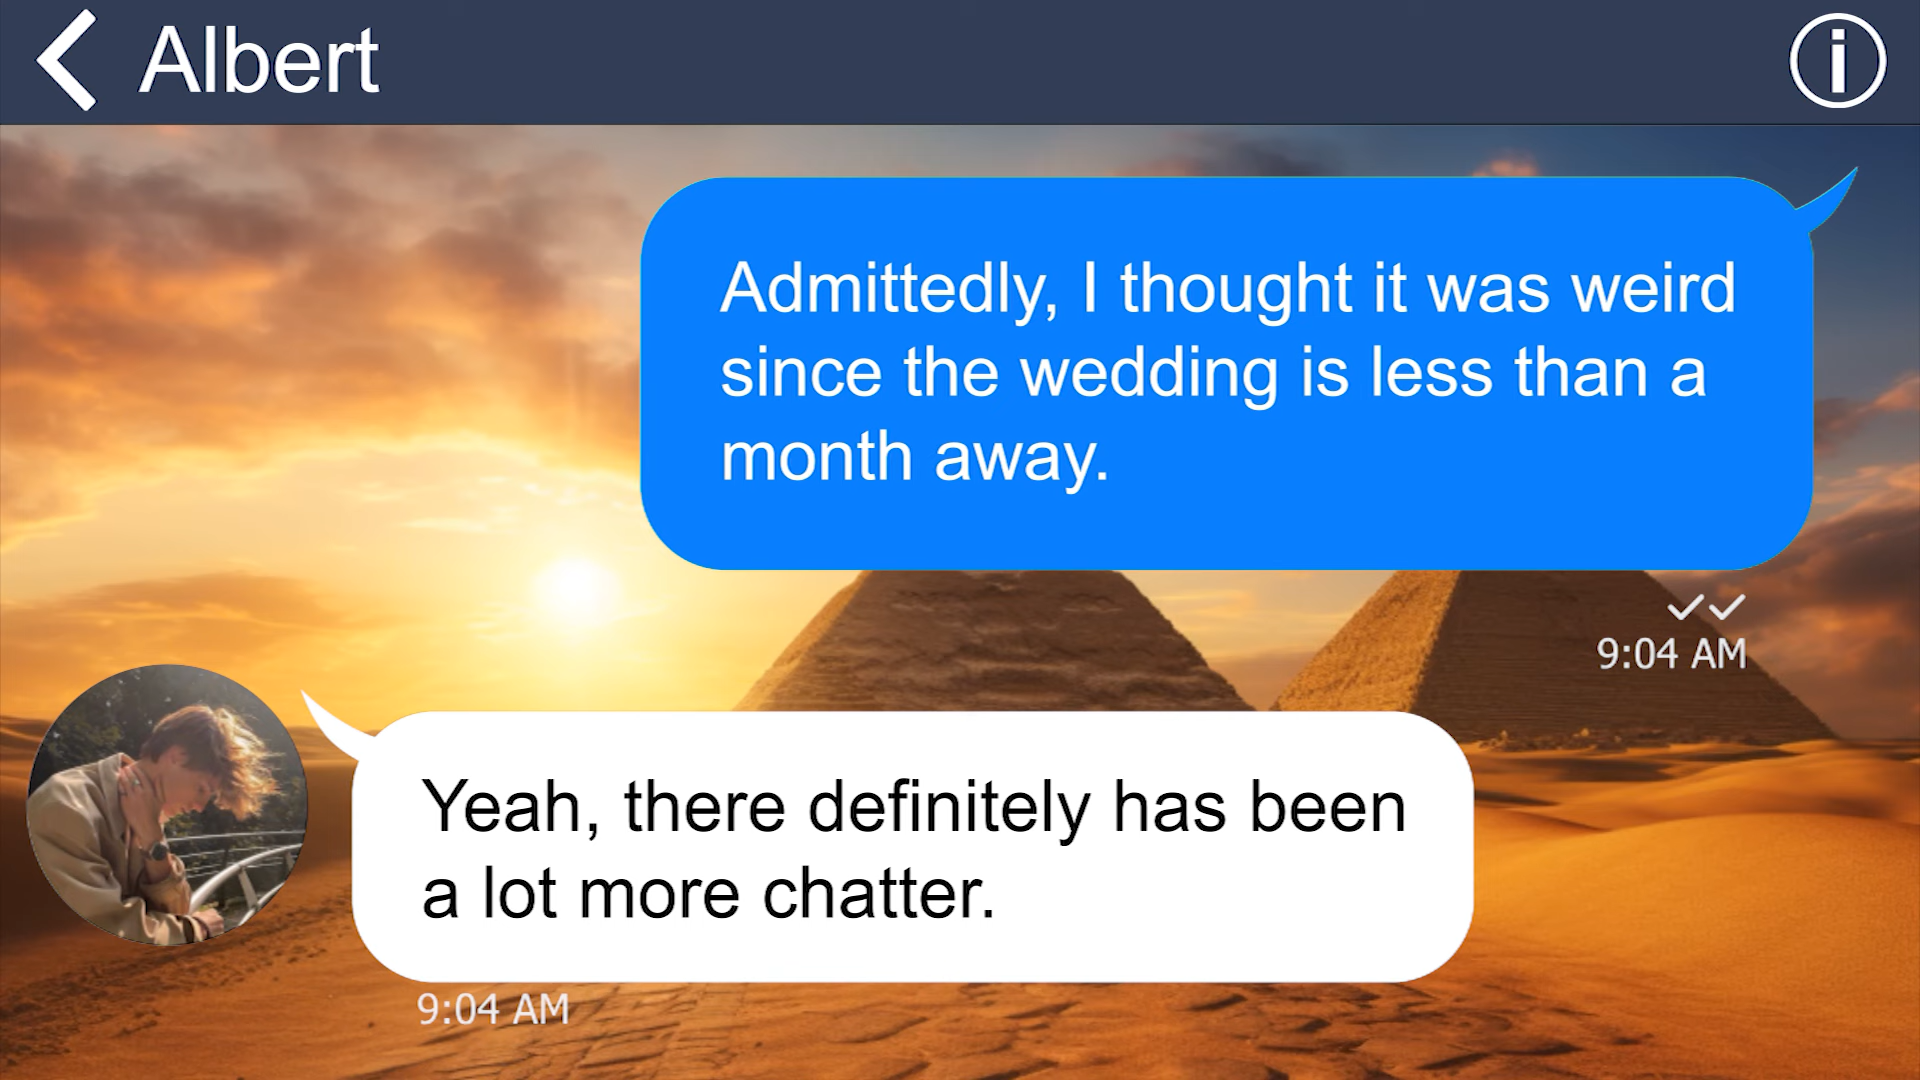 Albert
Admittedly, I thought it was weird
since the wedding is less than a
month away.
9:04 AM
Yeah, there definitely has been
a lot more chatter.
9:04 AM